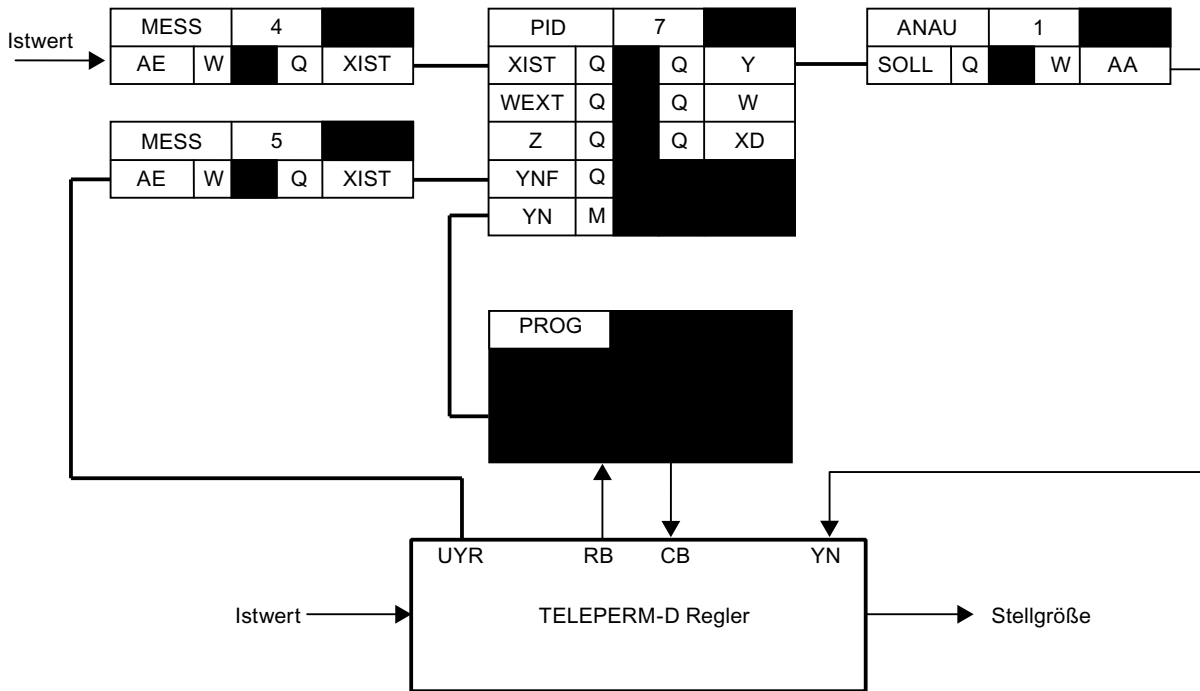 Istwert
MESS 4
AE W Q XIST
PID 7
XIST Q Q Y
WEXT Q Q W
Z Q Q XD
YNF Q
YN M
ANAU 1
SOLL Q W AA
MESS 5
AE W Q XIST
PROG
UYR RB CB YN
Istwert TELEPERM-D Regler Stellgröße